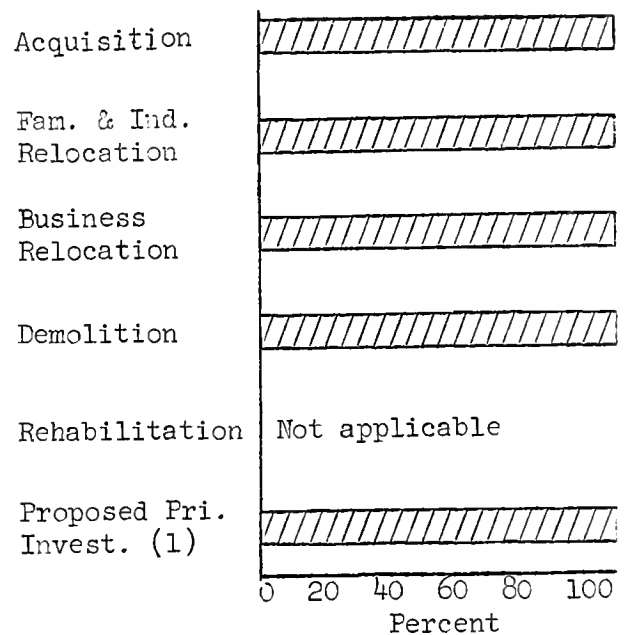 Acquisition
Fam. & Ind.
Relocation
Business
Relocation
Demolition
Rehabilitation Not applicable
Proposed Pri.
Invest. (1)
0 20 40 60 80 100
Percent